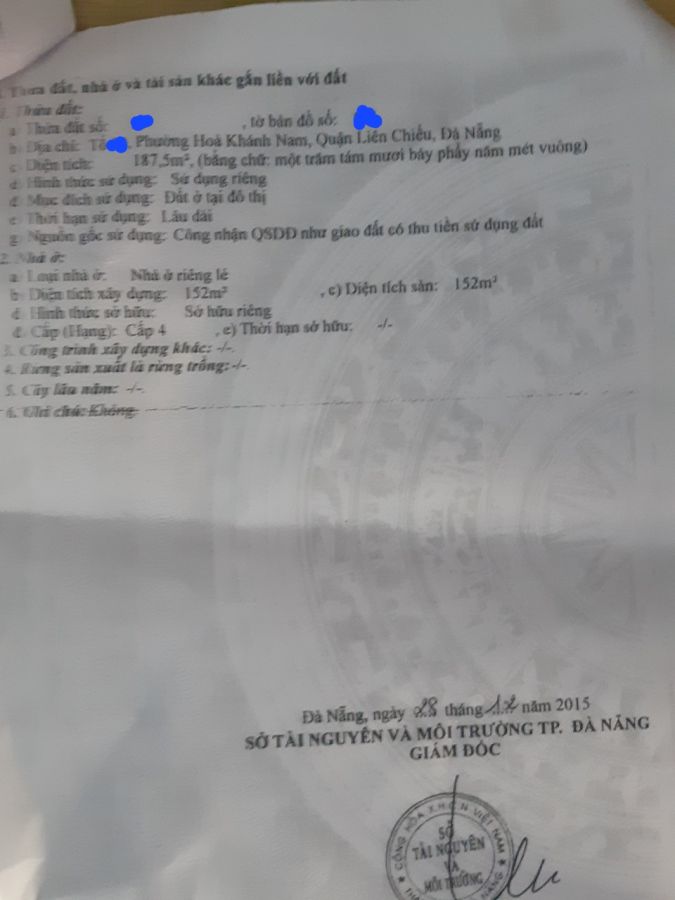 Thửa đất, nhà ở và tài sản khác gắn liền với đất
1. Thửa đất:
a. Thửa đất số: , tờ bản đồ số:
b. Địa chỉ: Tổ Phường Hoà Khánh Nam, Quận Liên Chiểu, Đà Nẵng
c. Diện tích: 187,5m², (bằng chữ: một trăm tám mươi bảy phẩy năm mét vuông)
d. Hình thức sử dụng: Sử dụng riêng
đ. Mục đích sử dụng: Đất ở tại đô thị
e. Thời hạn sử dụng: Lâu dài
g. Nguồn gốc sử dụng: Công nhận QSDĐ như giao đất có thu tiền sử dụng đất
2. Nhà ở:
a. Loại nhà ở: Nhà ở riêng lẻ
b. Diện tích xây dựng: 152m² , c) Diện tích sàn: 152m²
d. Hình thức sở hữu: Sở hữu riêng
đ. Cấp (Hạng): Cấp 4 , e) Thời hạn sở hữu: -/-
3. Công trình xây dựng khác: -/-.
4. Rừng sản xuất là rừng trồng: -/-.
5. Cây lâu năm: -/-.
6. Ghi chú: Không.
Đà Nẵng, ngày 28 tháng 12 năm 2015
SỞ TÀI NGUYÊN VÀ MÔI TRƯỜNG TP. ĐÀ NẴNG
GIÁM ĐỐC
CỘNG HÒA X.H.C.N VIỆT NAM
SỞ
TÀI NGUYÊN
VÀ
MÔI TRƯỜNG